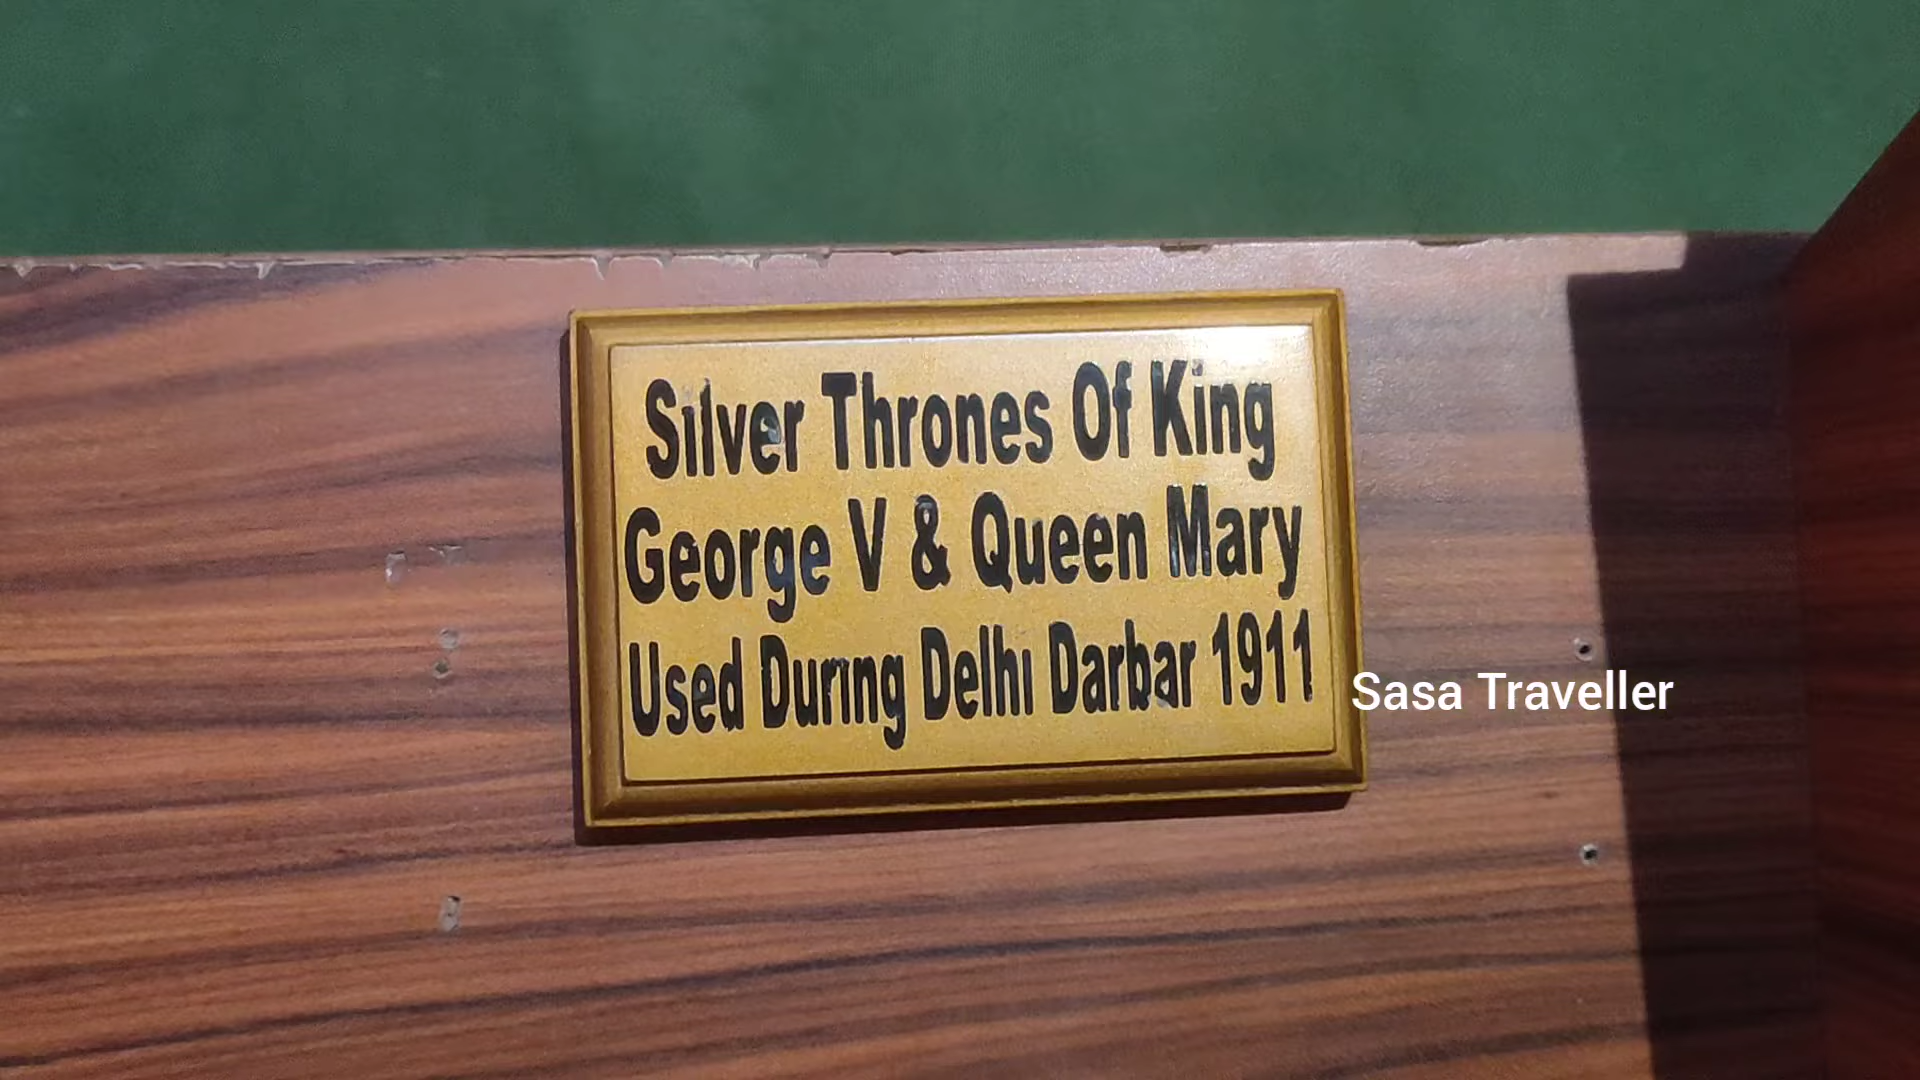 Silver Thrones Of King
George V & Queen Mary
Used During Delhi Darbar 1911
Sasa Traveller